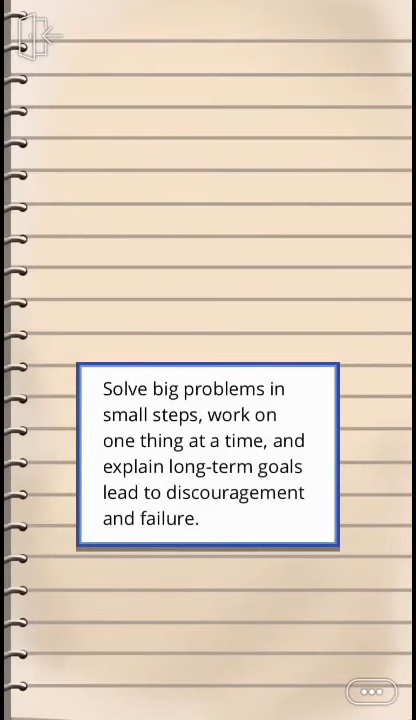 Solve big problems in
small steps, work on
one thing at a time, and
explain long-term goals
lead to discouragement
and failure.